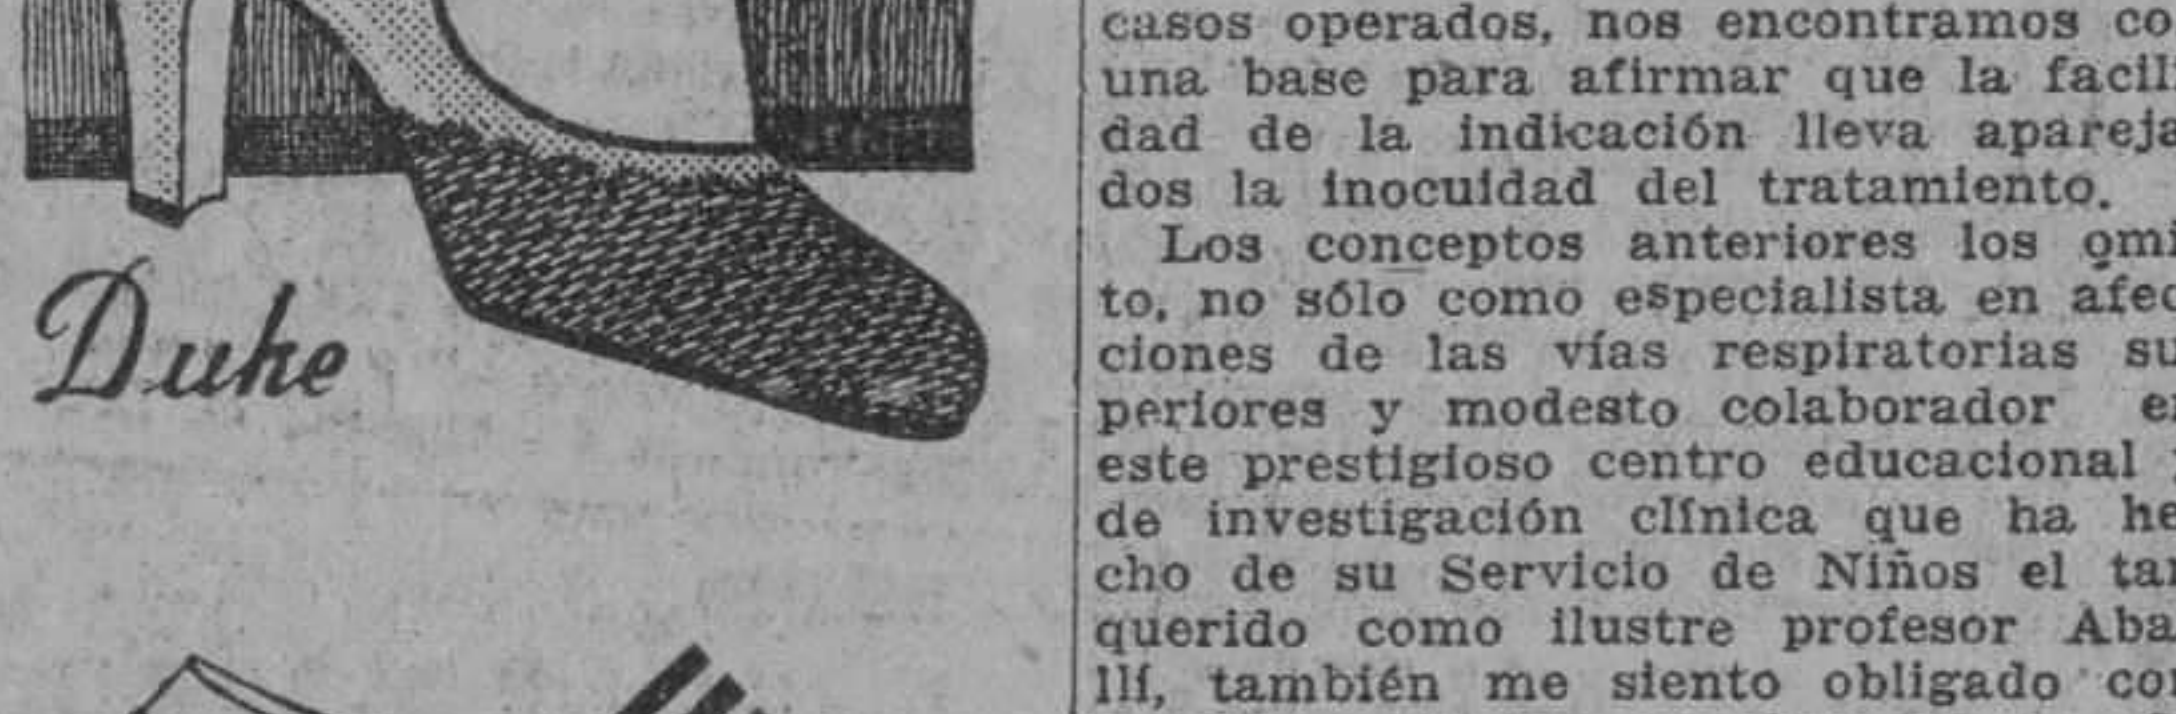 Duke
casos operados, nos encontramos co
una base para afirmar que la facili
dad de la indicación lleva apareja
dos la inocuidad del tratamiento.
Los conceptos anteriores los omi
to, no sólo como especialista en afec
ciones de las vías respiratorias su
periores y modesto colaborador e
este prestigioso centro educacional
de investigación clínica que ha he
cho de su Servicio de Niños el tan
querido como ilustre profesor Aba
llí, también me siento obligado co